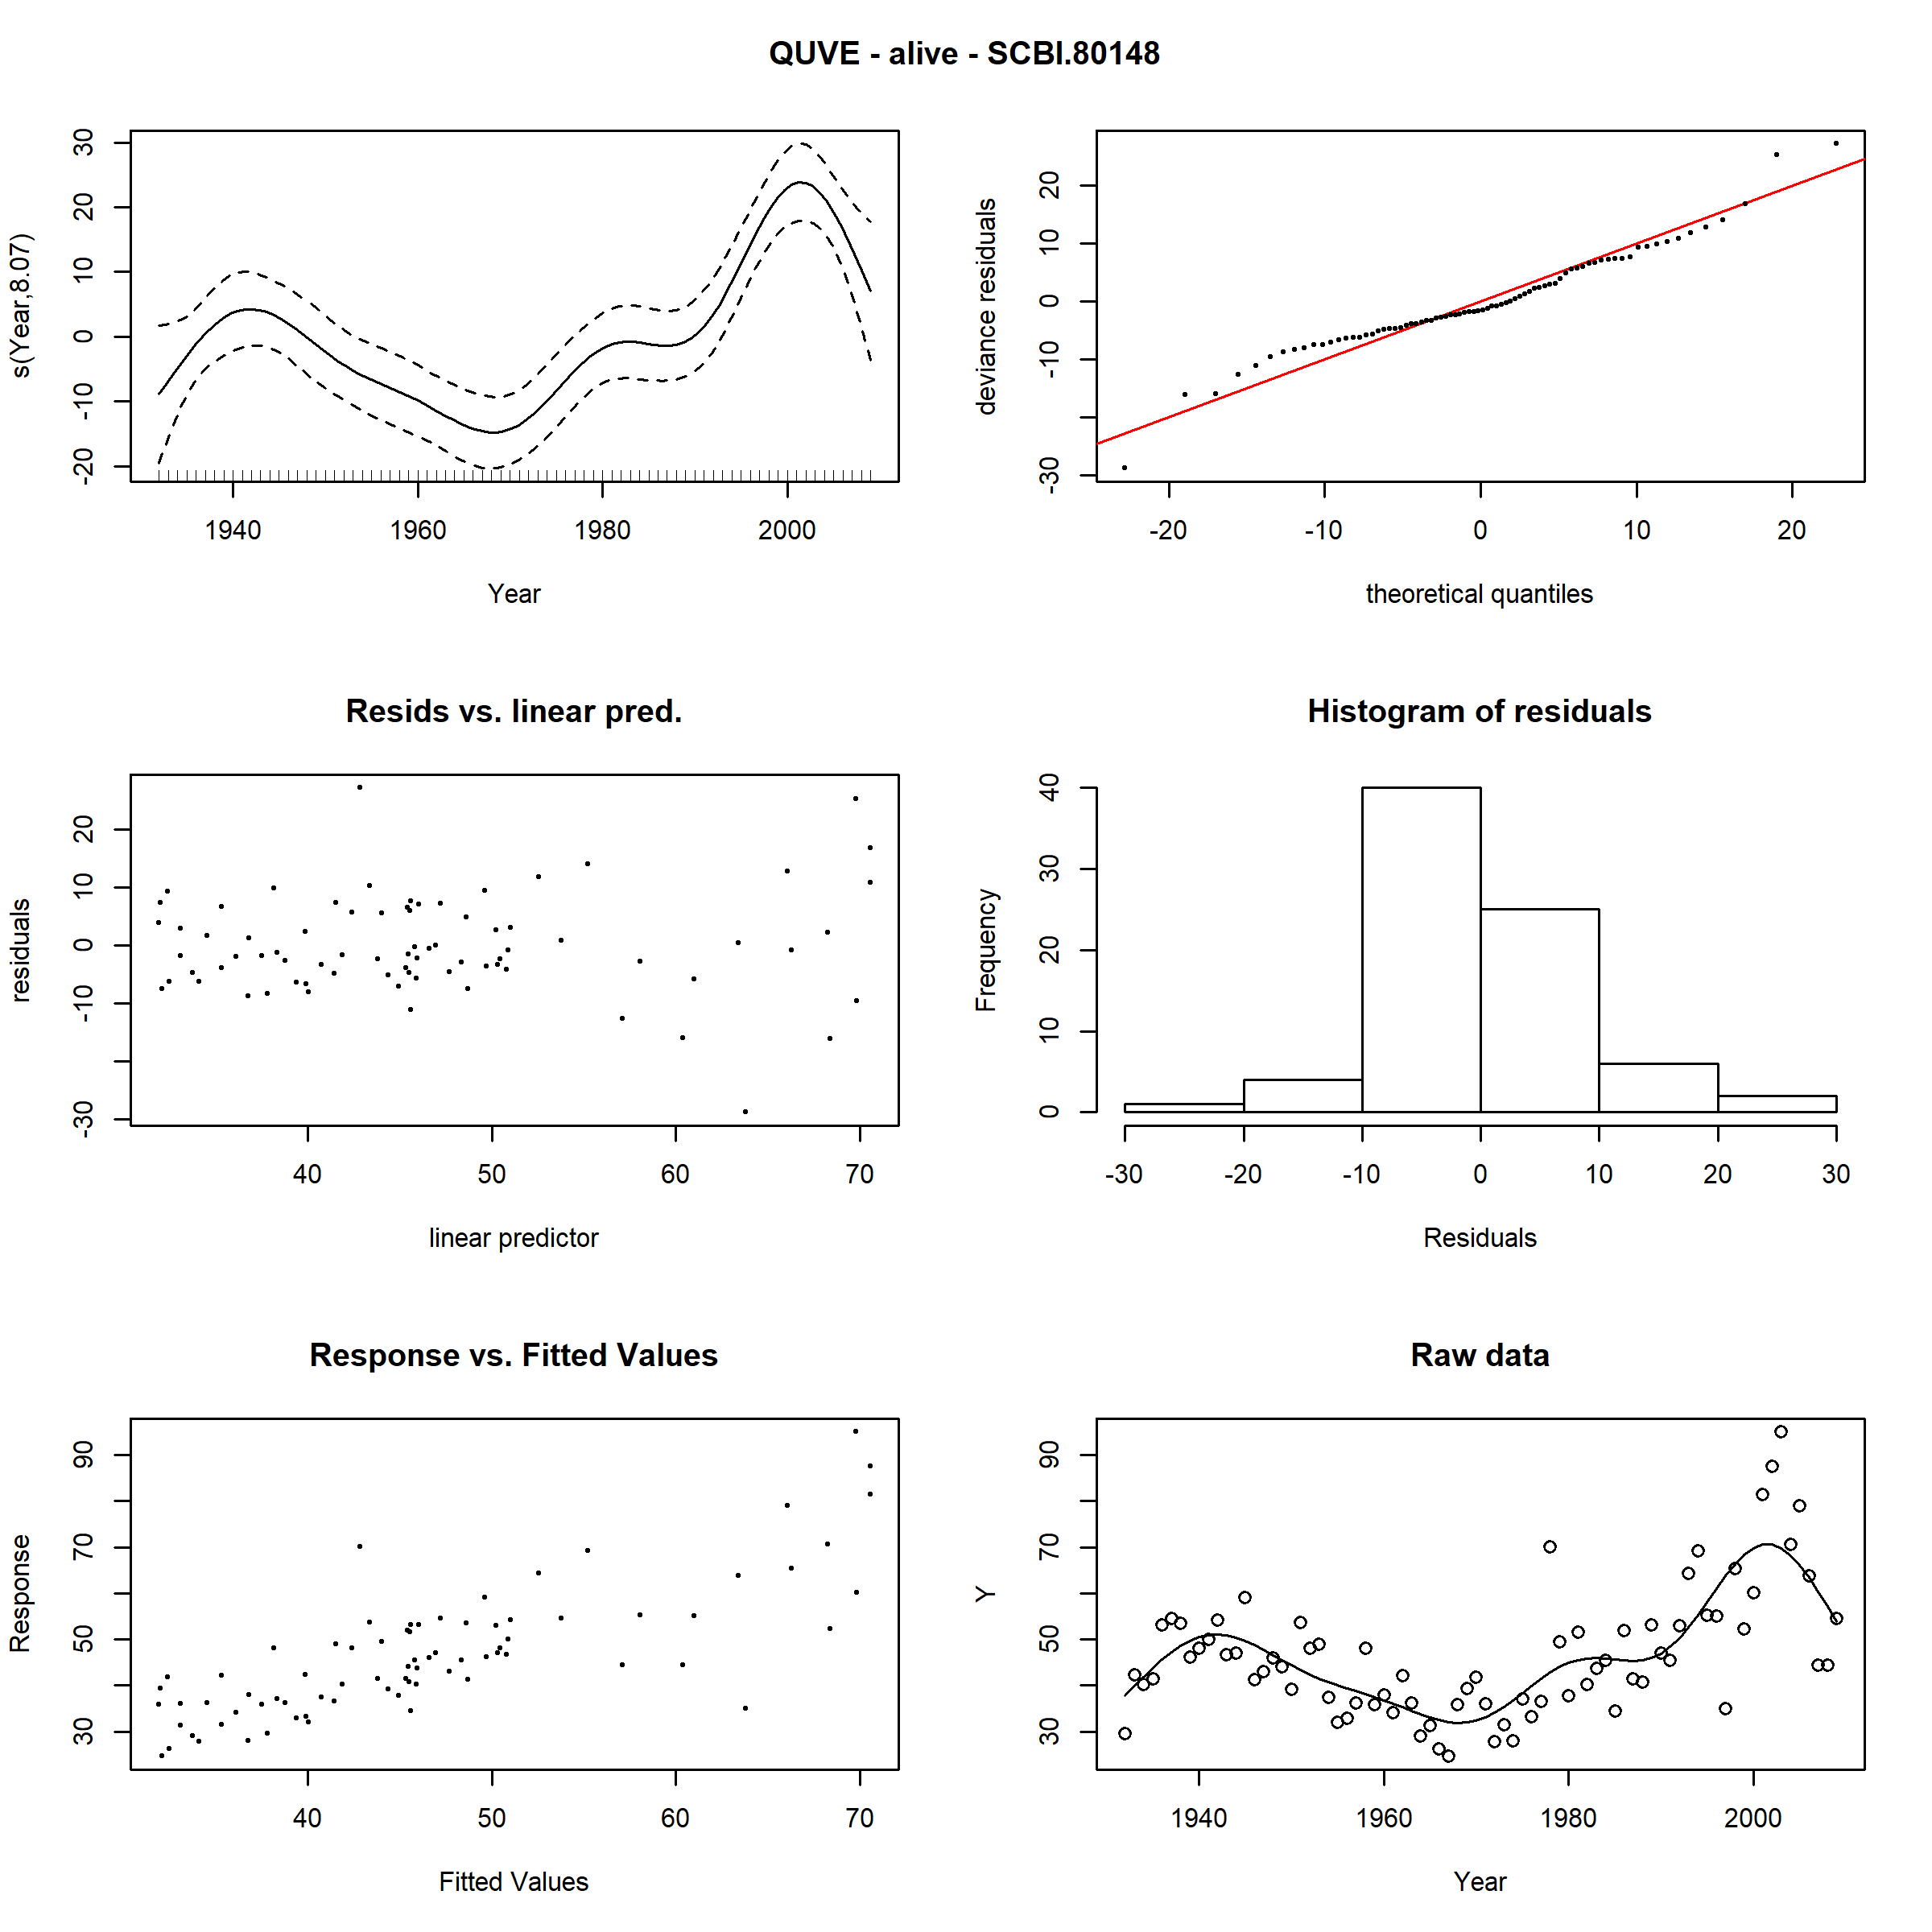 QUVE - alive - SCBI.80148
s(Year,8.07)
30
20
10
0
-10
-20
1940 1960 1980 2000
Year
deviance residuals
20
10
0
-10
-30
-20 -10 0 10 20
theoretical quantiles
Resids vs. linear pred.
residuals
20
10
0
-10
-30
40 50 60 70
linear predictor
Histogram of residuals
Frequency
40
30
20
10
0
-30 -20 -10 0 10 20 30
Residuals
Response vs. Fitted Values
Response
90
70
50
30
40 50 60 70
Fitted Values
Raw data
Y
90
70
50
30
1940 1960 1980 2000
Year